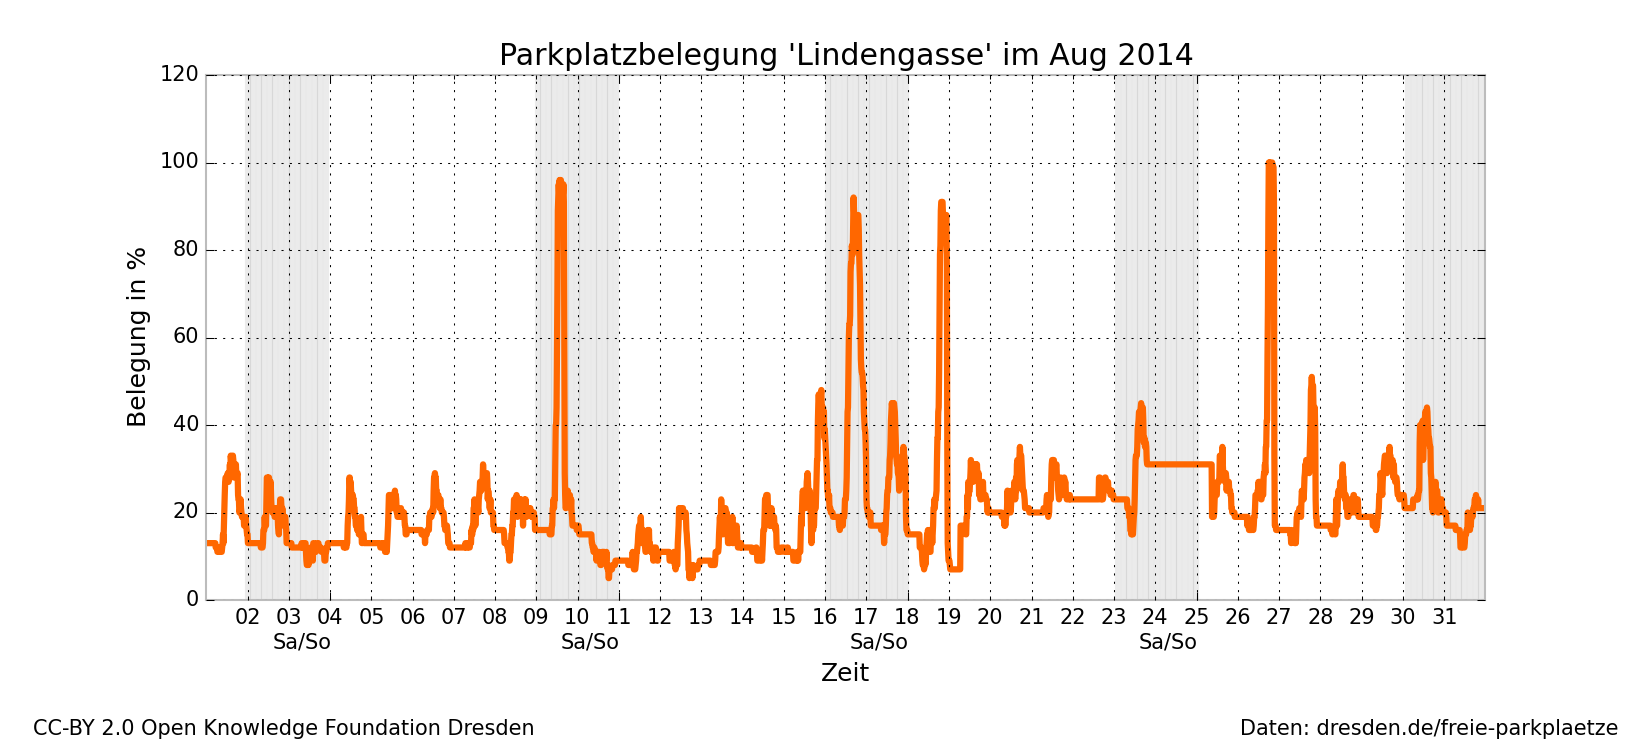 Parkplatzbelegung 'Lindengasse' im Aug 2014
120
100
80
60
40
20
0
Belegung in %
02 03 04 05 06 07 08 09 10 11 12 13 14 15 16 17 18 19 20 21 22 23 24 25 26 27 28 29 30 31
Sa/So Sa/So Sa/So Sa/So
Zeit
CC-BY 2.0 Open Knowledge Foundation Dresden
Daten: dresden.de/freie-parkplaetze